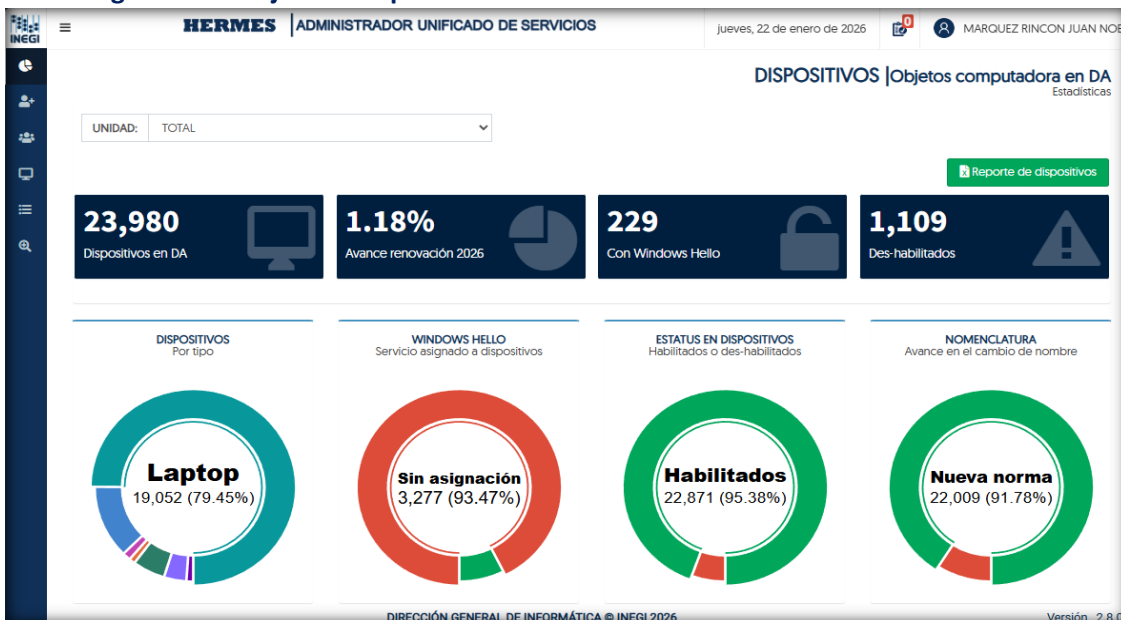 INEGI
HERMES | ADMINISTRADOR UNIFICADO DE SERVICIOS
jueves, 22 de enero de 2026
0
MARQUEZ RINCON JUAN NOE
DISPOSITIVOS |Objetos computadora en DA
Estadísticas
UNIDAD: TOTAL
Reporte de dispositivos
23,980
Dispositivos en DA
1.18%
Avance renovación 2026
229
Con Windows Hello
1,109
Des-habilitados
DISPOSITIVOS
Por tipo
Laptop
19,052 (79.45%)
WINDOWS HELLO
Servicio asignado a dispositivos
Sin asignación
3,277 (93.47%)
ESTATUS EN DISPOSITIVOS
Habilitados o des-habilitados
Habilitados
22,871 (95.38%)
NOMENCLATURA
Avance en el cambio de nombre
Nueva norma
22,009 (91.78%)
DIRECCIÓN GENERAL DE INFORMÁTICA © INEGI 2026
Versión 2.8.0